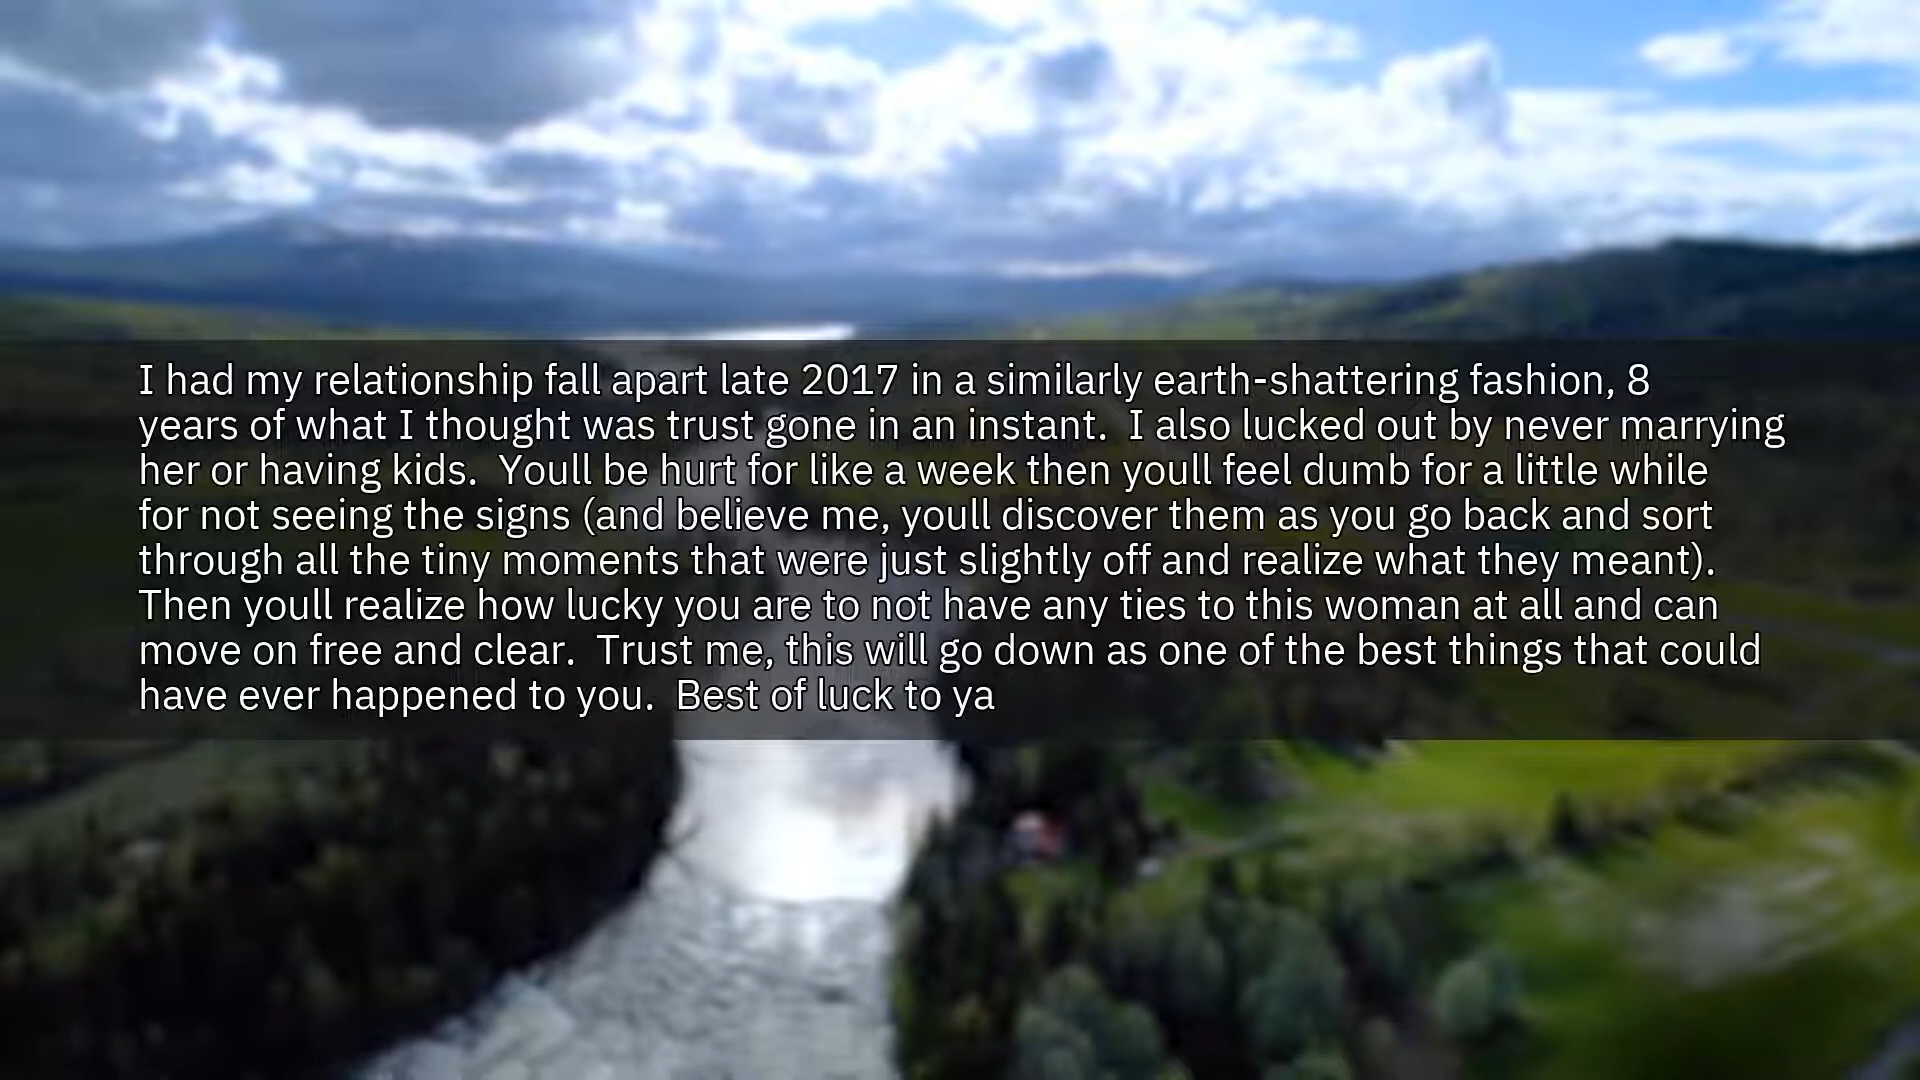 I had my relationship fall apart late 2017 in a similarly earth-shattering fashion, 8
years of what I thought was trust gone in an instant.  I also lucked out by never marrying
her or having kids.  Youll be hurt for like a week then youll feel dumb for a little while
for not seeing the signs (and believe me, youll discover them as you go back and sort
through all the tiny moments that were just slightly off and realize what they meant).
Then youll realize how lucky you are to not have any ties to this woman at all and can
move on free and clear.  Trust me, this will go down as one of the best things that could
have ever happened to you.  Best of luck to ya